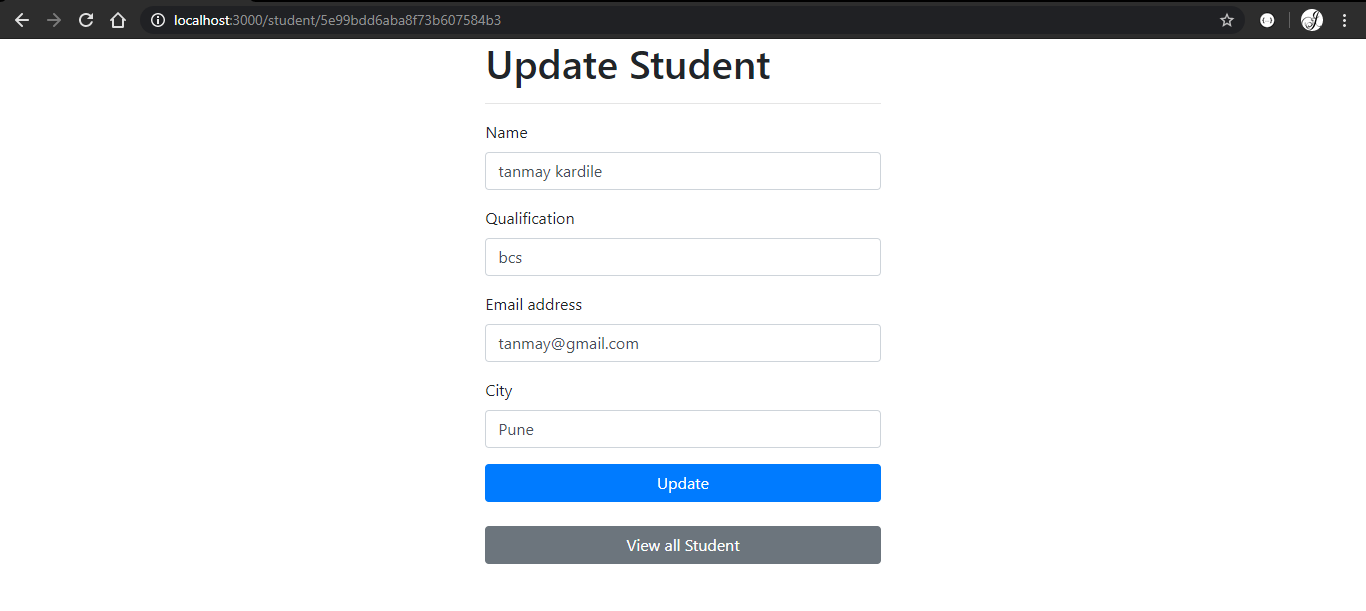 localhost:3000/student/5e99bdd6aba8f73b607584b3
Update Student
Name
tanmay kardile
Qualification
bcs
Email address
tanmay@gmail.com
City
Pune
Update
View all Student